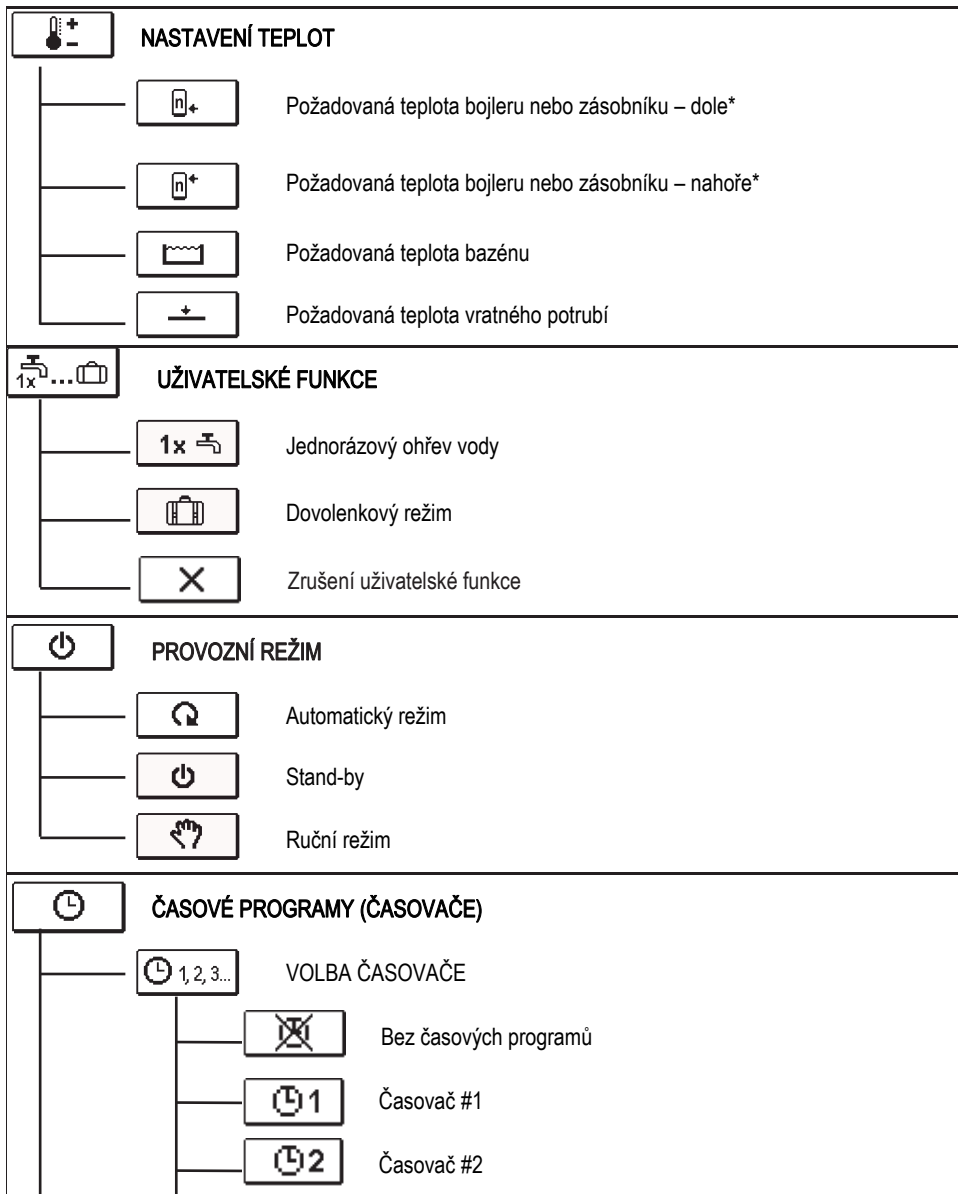 NASTAVENÍ TEPLOT
n
Požadovaná teplota bojleru nebo zásobníku – dole*
n
Požadovaná teplota bojleru nebo zásobníku – nahoře*
Požadovaná teplota bazénu
Požadovaná teplota vratného potrubí
1x ...
UŽIVATELSKÉ FUNKCE
1x
Jednorázový ohřev vody
Dovolenkový režim
Zrušení uživatelské funkce
PROVOZNÍ REŽIM
Automatický režim
Stand-by
Ruční režim
ČASOVÉ PROGRAMY (ČASOVAČE)
1, 2, 3...
VOLBA ČASOVAČE
Bez časových programů
1
Časovač #1
2
Časovač #2